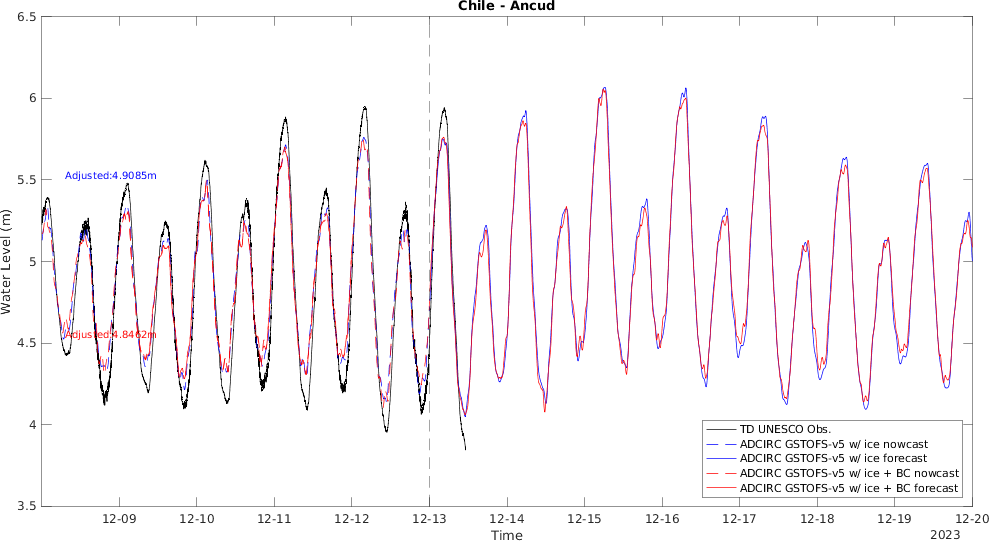 Chile - Ancud
6.5
6
5.5
5
4.5
4
3.5
Water Level (m)
Adjusted:4.9085m
Adjusted:4.8462m
TD UNESCO Obs.
ADCIRC GSTOFS-v5 w/ ice nowcast
ADCIRC GSTOFS-v5 w/ ice forecast
ADCIRC GSTOFS-v5 w/ ice + BC nowcast
ADCIRC GSTOFS-v5 w/ ice + BC forecast
12-09 12-10 12-11 12-12 12-13 12-14 12-15 12-16 12-17 12-18 12-19 12-20
Time
2023